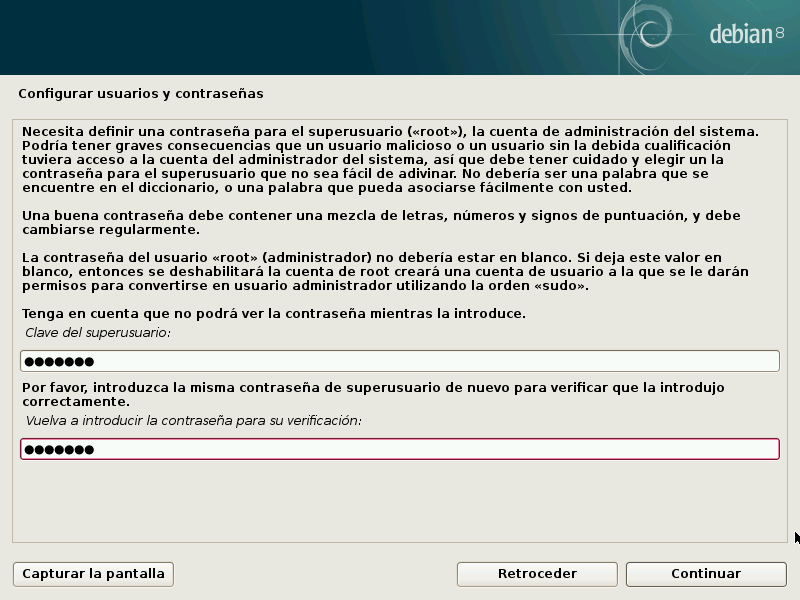 debian 8
Configurar usuarios y contraseñas
Necesita definir una contraseña para el superusuario («root»), la cuenta de administración del sistema.
Podría tener graves consecuencias que un usuario malicioso o un usuario sin la debida cualificación
tuviera acceso a la cuenta del administrador del sistema, así que debe tener cuidado y elegir un la
contraseña para el superusuario que no sea fácil de adivinar. No debería ser una palabra que se
encuentre en el diccionario, o una palabra que pueda asociarse fácilmente con usted.
Una buena contraseña debe contener una mezcla de letras, números y signos de puntuación, y debe
cambiarse regularmente.
La contraseña del usuario «root» (administrador) no debería estar en blanco. Si deja este valor en
blanco, entonces se deshabilitará la cuenta de root creará una cuenta de usuario a la que se le darán
permisos para convertirse en usuario administrador utilizando la orden «sudo».
Tenga en cuenta que no podrá ver la contraseña mientras la introduce.
Clave del superusuario:
●●●●●●●
Por favor, introduzca la misma contraseña de superusuario de nuevo para verificar que la introdujo
correctamente.
Vuelva a introducir la contraseña para su verificación:
●●●●●●●
Capturar la pantalla
Retroceder
Continuar